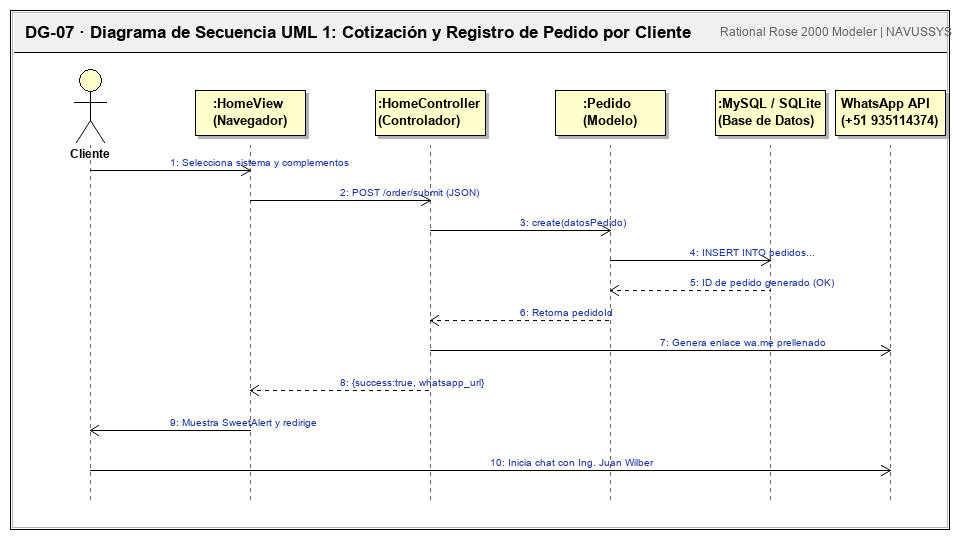 DG-07 · Diagrama de Secuencia UML 1: Cotización y Registro de Pedido por Cliente
Rational Rose 2000 Modeler | NAVUSSYS
:HomeView
(Navegador)
:HomeController
(Controlador)
:Pedido
(Modelo)
:MySQL / SQLite
(Base de Datos)
WhatsApp API
(+51 935114374)
Cliente
1: Selecciona sistema y complementos
2: POST /order/submit (JSON)
3: create(datosPedido)
4: INSERT INTO pedidos...
5: ID de pedido generado (OK)
6: Retorna pedidoId
7: Genera enlace wa.me prellenado
8: {success:true, whatsapp_url}
9: Muestra SweetAlert y redirige
10: Inicia chat con Ing. Juan Wilber